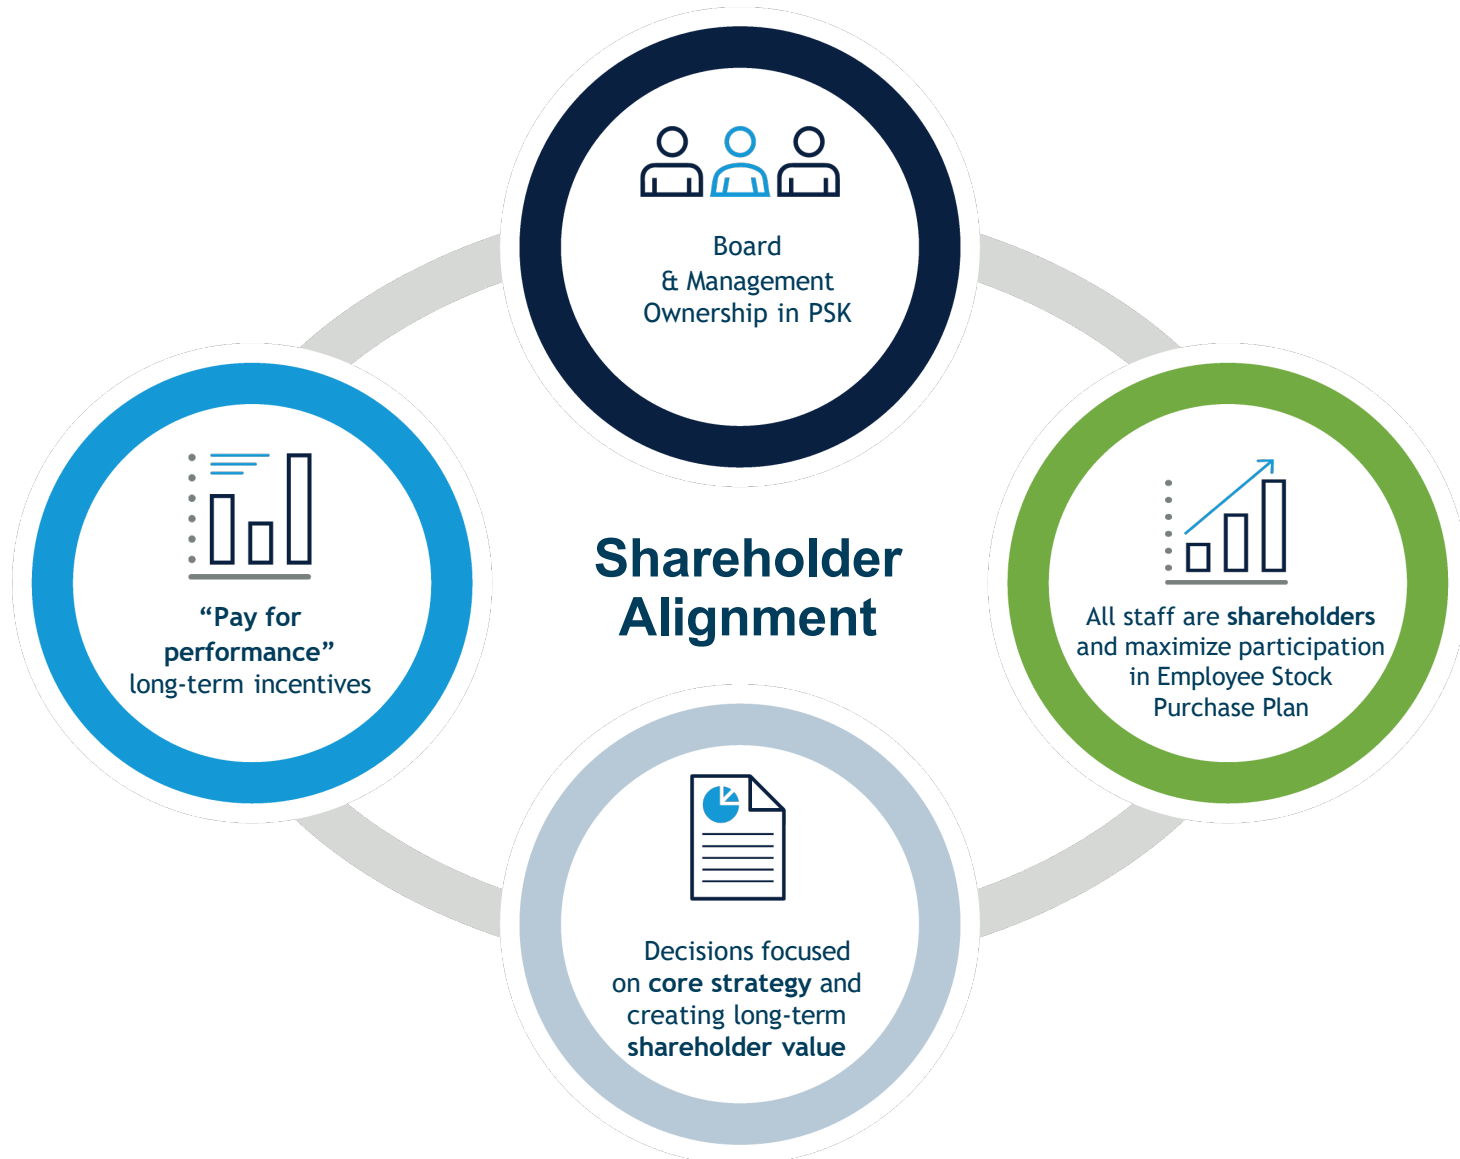 Board
& Management
Ownership in PSK
“Pay for
performance”
long-term incentives
Shareholder
Alignment
All staff are shareholders
and maximize participation
in Employee Stock
Purchase Plan
Decisions focused
on core strategy and
creating long-term
shareholder value